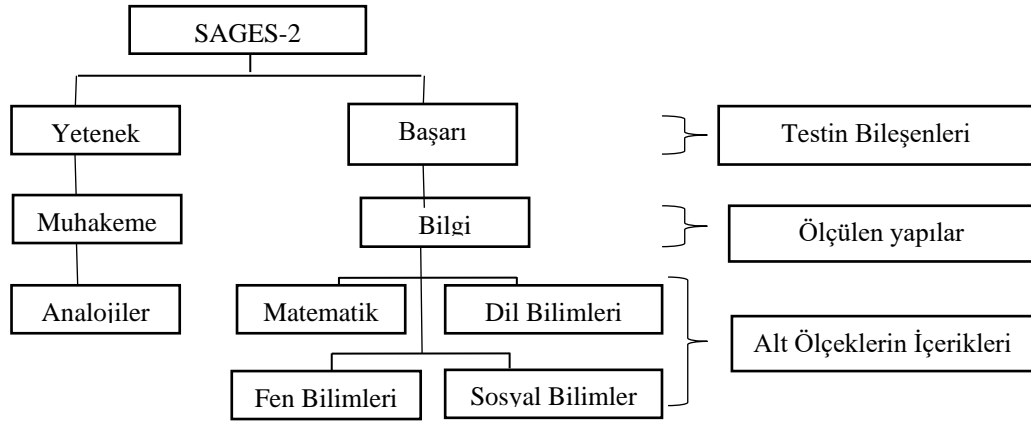 SAGES-2
Yetenek
Başarı
Testin Bileşenleri
Muhakeme
Bilgi
Ölçülen yapılar
Analojiler
Matematik
Dil Bilimleri
Alt Ölçeklerin İçerikleri
Fen Bilimleri
Sosyal Bilimler